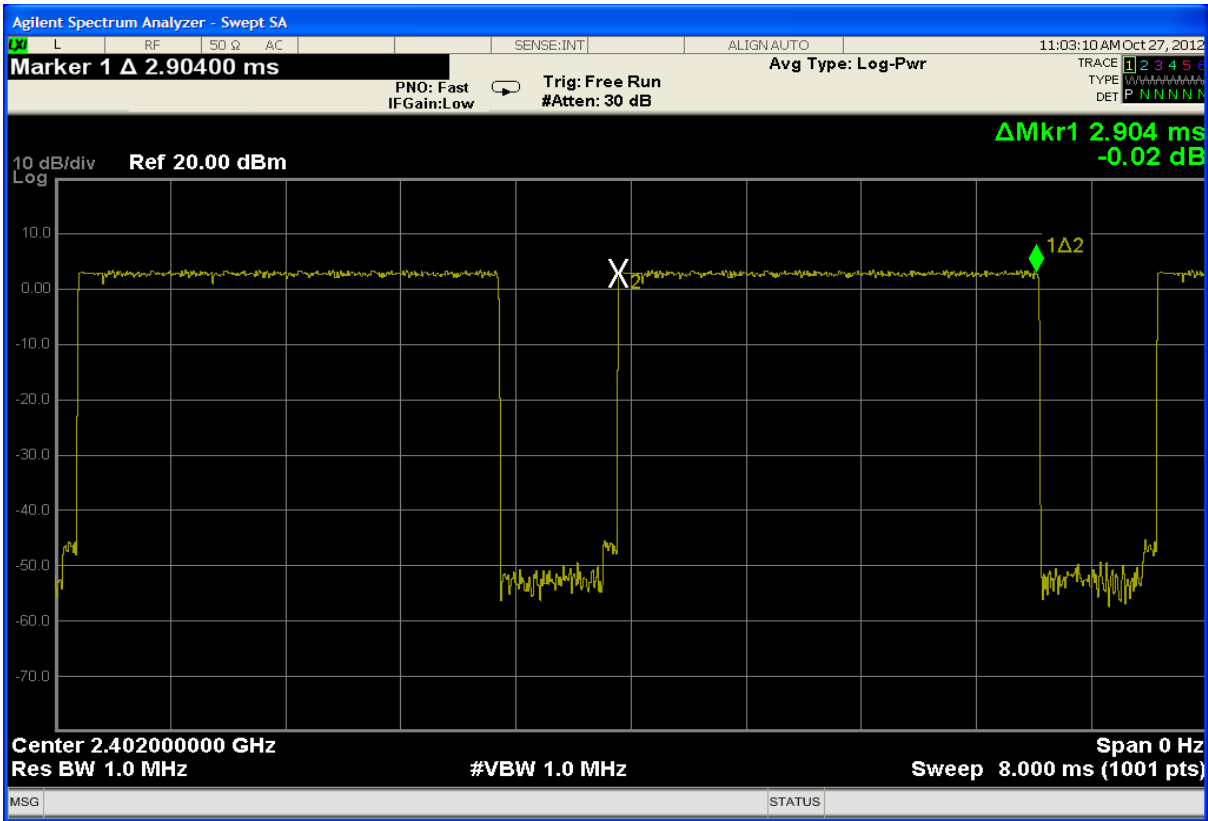 Agilent Spectrum Analyzer - Swept SA
LXI L RF 50 Ω AC SENSE:INT ALIGN AUTO 11:03:10 AM Oct 27, 2012
Marker 1 Δ 2.90400 ms
PNO: Fast
IFGain:Low
Trig: Free Run
#Atten: 30 dB
Avg Type: Log-Pwr
TRACE 1 2 3 4 5 6
TYPE
DET P N N N N N
ΔMkr1 2.904 ms
-0.02 dB
10 dB/div Ref 20.00 dBm
Log
10.0
0.00
-10.0
-20.0
-30.0
-40.0
-50.0
-60.0
-70.0
X2
1Δ2
Center 2.402000000 GHz
Span 0 Hz
Res BW 1.0 MHz
#VBW 1.0 MHz
Sweep 8.000 ms (1001 pts)
MSG
STATUS